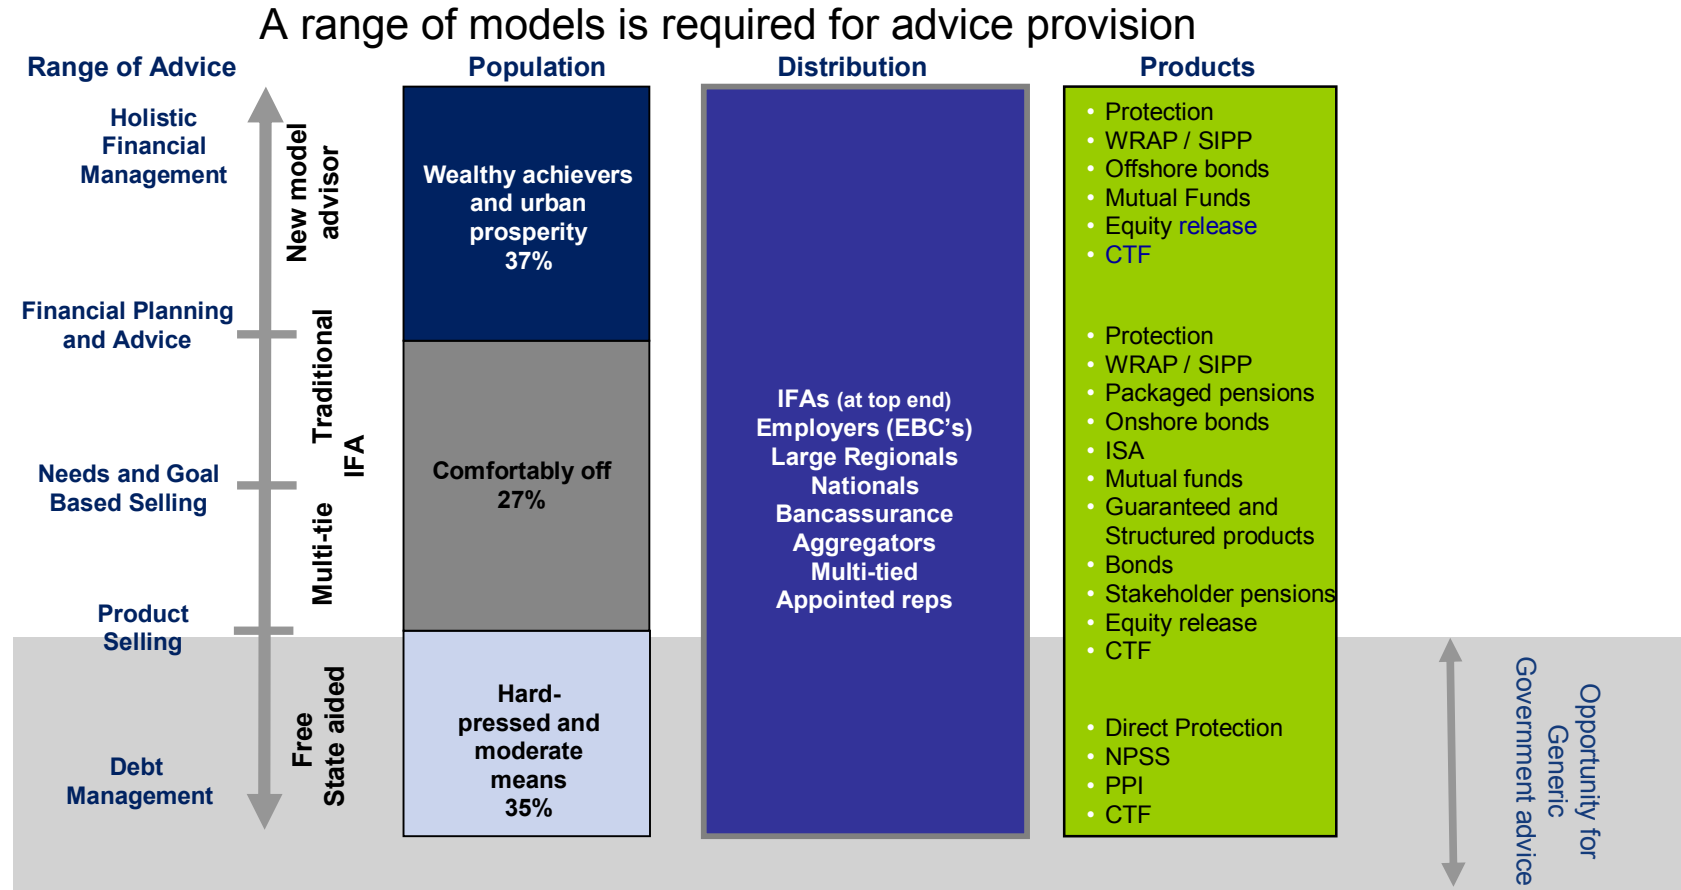 A range of models is required for advice provision
Range of Advice
Population
Distribution
Products
Holistic
Financial
Management
Financial Planning
and Advice
Needs and Goal
Based Selling
Product
Selling
Debt
Management
New model
advisor
Traditional
IFA
Multi-tie
Free
State aided
Wealthy achievers
and urban
prosperity
37%
Comfortably off
27%
Hard-
pressed and
moderate
means
35%
IFAs (at top end)
Employers (EBC's)
Large Regionals
Nationals
Bancassurance
Aggregators
Multi-tied
Appointed reps
• Protection
• WRAP / SIPP
• Offshore bonds
• Mutual Funds
• Equity release
• CTF
• Protection
• WRAP / SIPP
• Packaged pensions
• Onshore bonds
• ISA
• Mutual funds
• Guaranteed and
Structured products
• Bonds
• Stakeholder pensions
• Equity release
• CTF
• Direct Protection
• NPSS
• PPI
• CTF
Opportunity for
Generic
Government advice